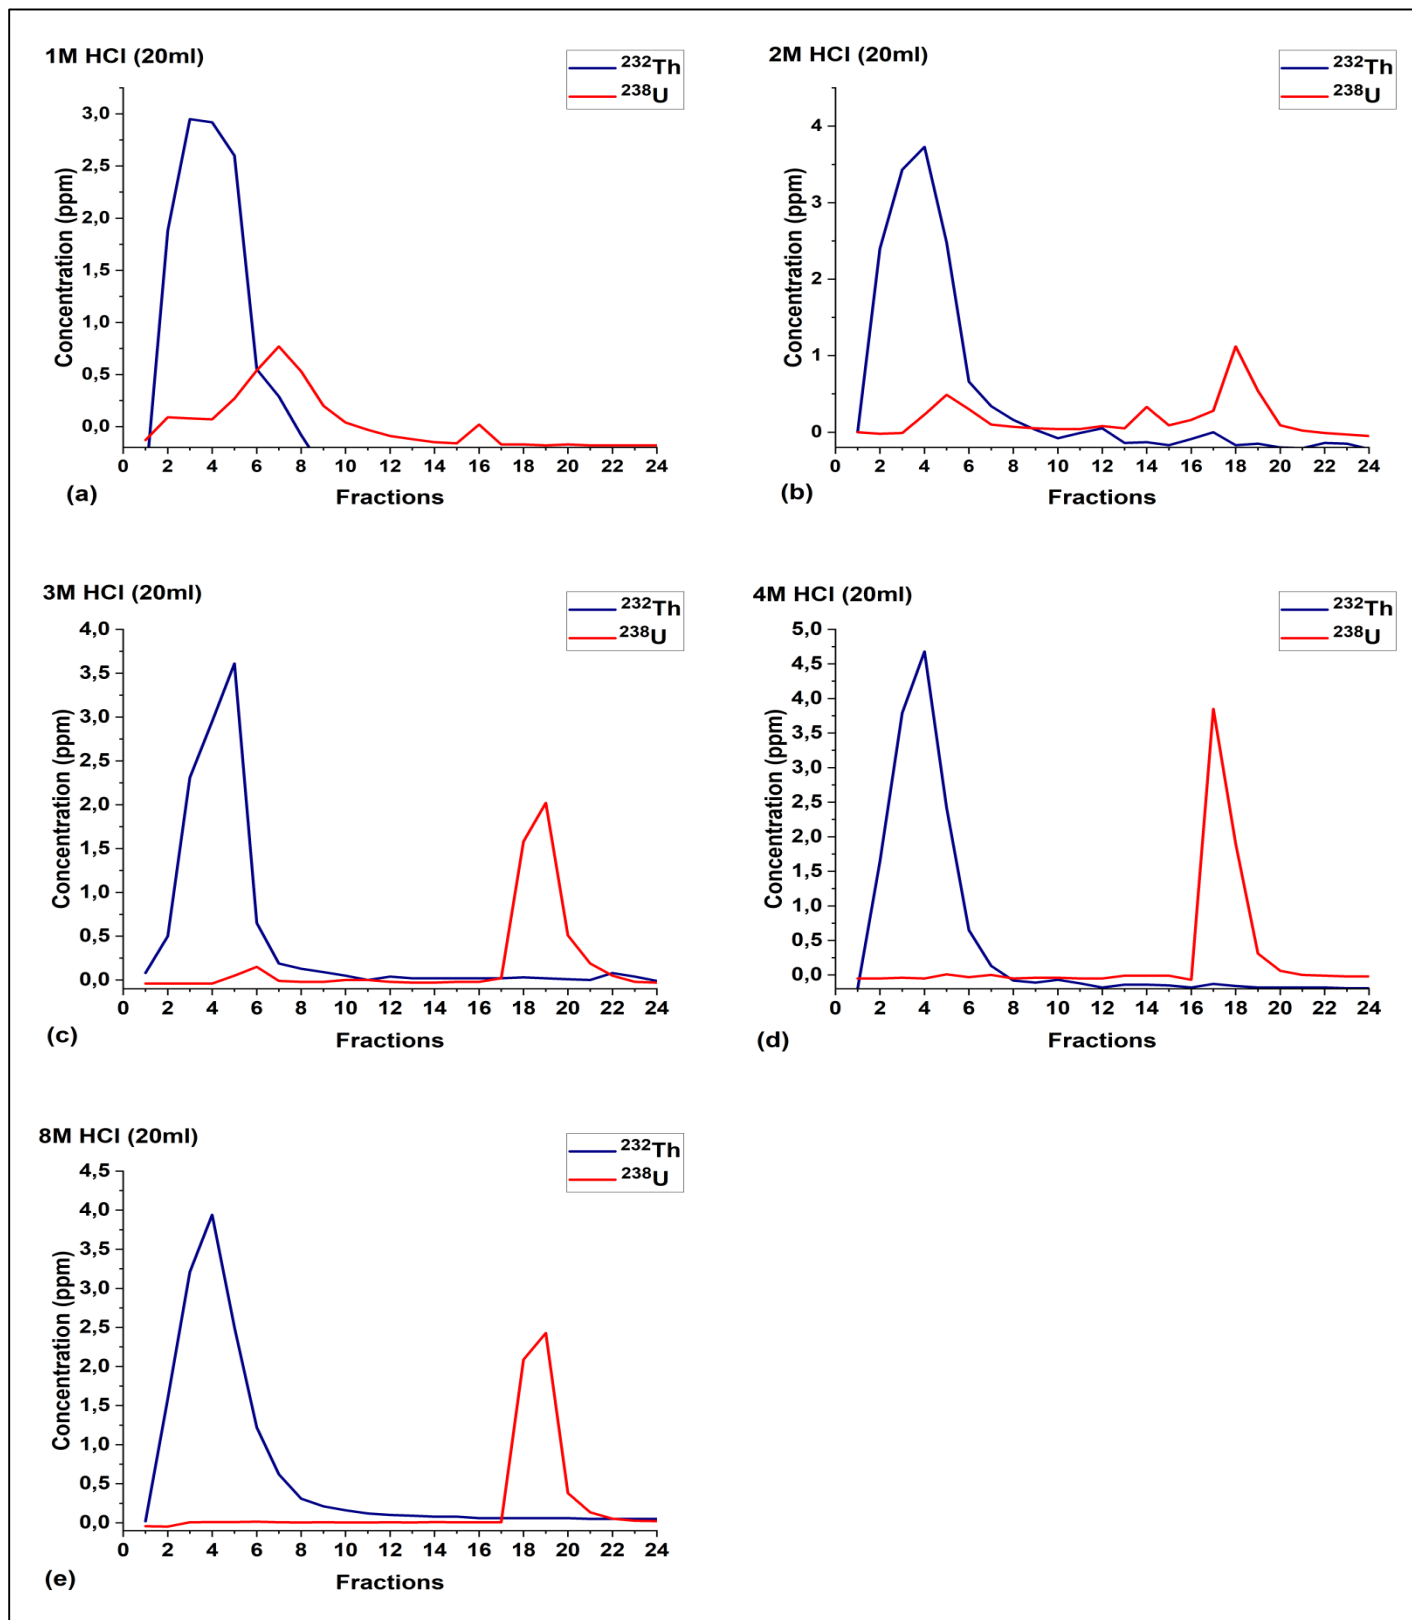 1M HCl (20ml)
²³²Th
²³⁸U
3,0
2,5
2,0
1,5
1,0
0,5
0,0
Concentration (ppm)
0 2 4 6 8 10 12 14 16 18 20 22 24
Fractions
(a)
2M HCl (20ml)
²³²Th
²³⁸U
4
3
2
1
0
Concentration (ppm)
0 2 4 6 8 10 12 14 16 18 20 22 24
Fractions
(b)
3M HCl (20ml)
²³²Th
²³⁸U
4,0
3,5
3,0
2,5
2,0
1,5
1,0
0,5
0,0
Concentration (ppm)
0 2 4 6 8 10 12 14 16 18 20 22 24
Fractions
(c)
4M HCl (20ml)
²³²Th
²³⁸U
5,0
4,5
4,0
3,5
3,0
2,5
2,0
1,5
1,0
0,5
0,0
Concentration (ppm)
0 2 4 6 8 10 12 14 16 18 20 22 24
Fractions
(d)
8M HCl (20ml)
²³²Th
²³⁸U
4,5
4,0
3,5
3,0
2,5
2,0
1,5
1,0
0,5
0,0
Concentration (ppm)
0 2 4 6 8 10 12 14 16 18 20 22 24
Fractions
(e)